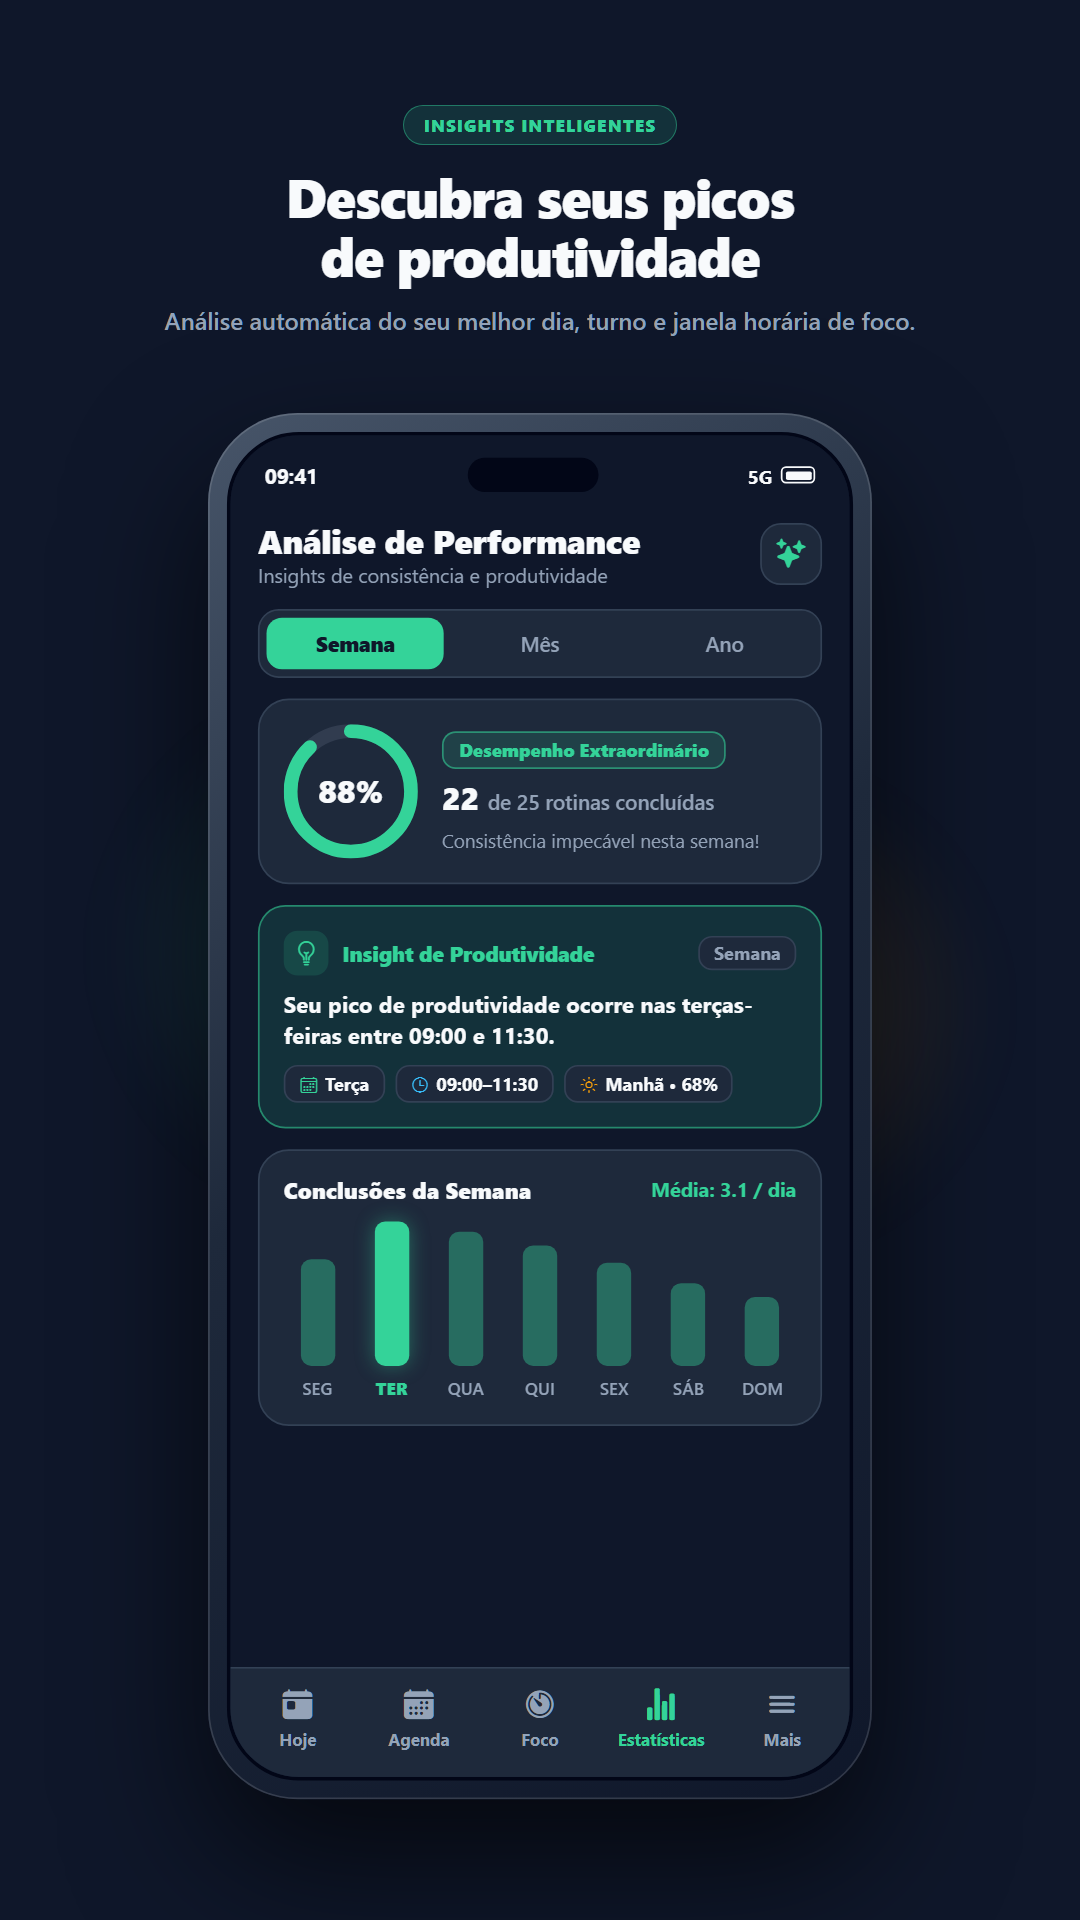 INSIGHTS INTELIGENTES
Descubra seus picos
de produtividade
Análise automática do seu melhor dia, turno e janela horária de foco.
09:41
5G
Análise de Performance
Insights de consistência e produtividade
Semana
Mês
Ano
88%
Desempenho Extraordinário
22 de 25 rotinas concluídas
Consistência impecável nesta semana!
Insight de Produtividade
Semana
Seu pico de produtividade ocorre nas terças-
feiras entre 09:00 e 11:30.
Terça
09:00–11:30
Manhã • 68%
Conclusões da Semana
Média: 3.1 / dia
SEG
TER
QUA
QUI
SEX
SÁB
DOM
Hoje
Agenda
Foco
Estatísticas
Mais